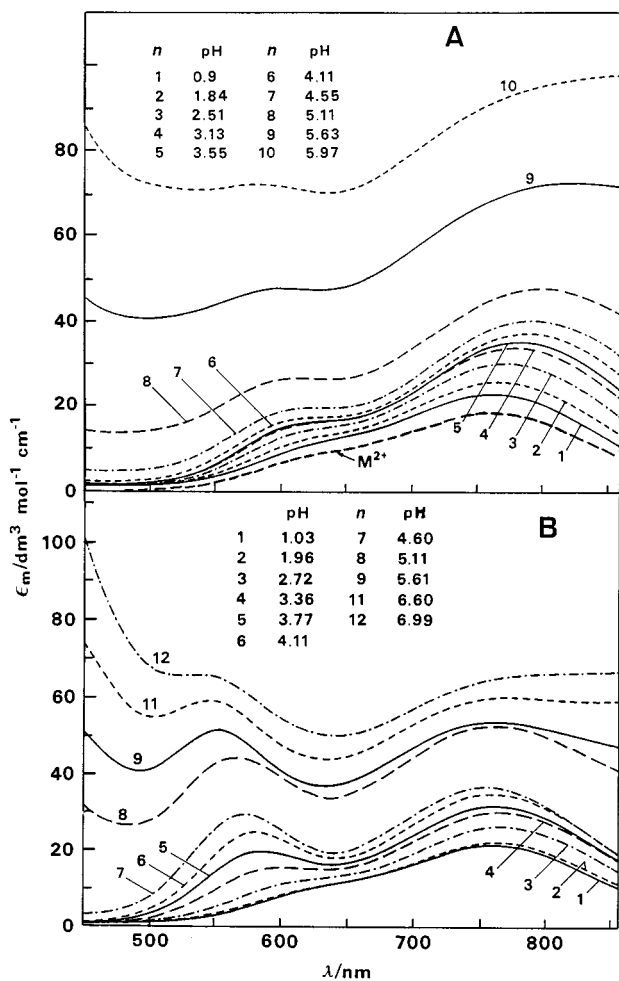 A
n pH n pH
1 0.9 6 4.11
2 1.84 7 4.55
3 2.51 8 5.11
4 3.13 9 5.63
5 3.55 10 5.97
10
9
8
7
6
5
4
3
2
1
M²⁺
80
60
40
20
0
ϵm/dm³ mol⁻¹ cm⁻¹
B
pH n pH
1 1.03 7 4.60
2 1.96 8 5.11
3 2.72 9 5.61
4 3.36 11 6.60
5 3.77 12 6.99
6 4.11
12
11
9
8
7
6
5
4
3
2
1
100
80
60
40
20
0
500 600 700 800
λ/nm